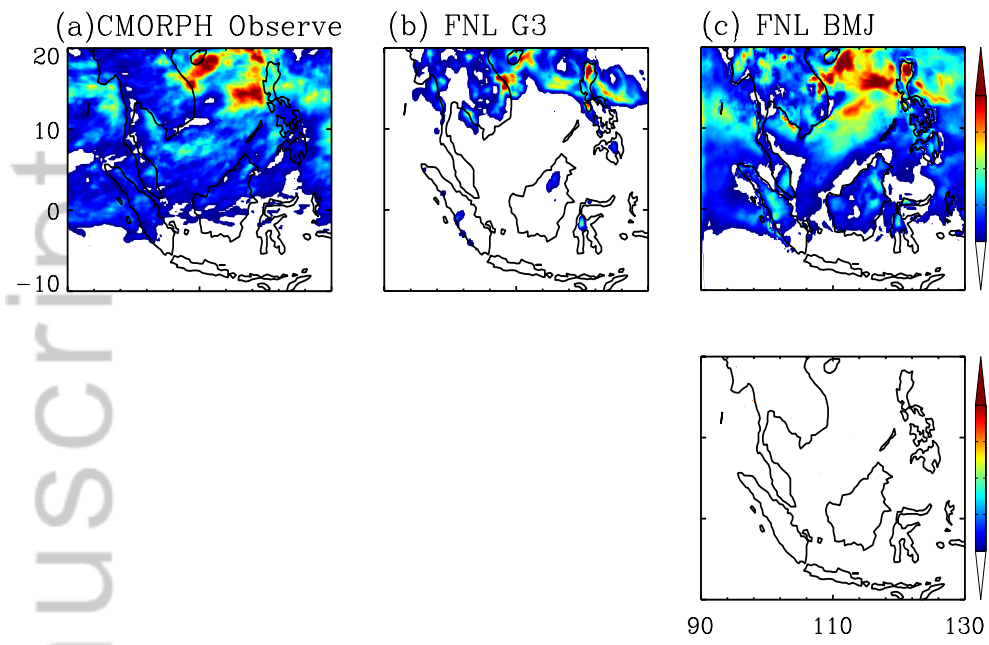 (a)CMORPH Observe
(b) FNL G3
(c) FNL BMJ
20
10
0
-10
90 110 130
uscript